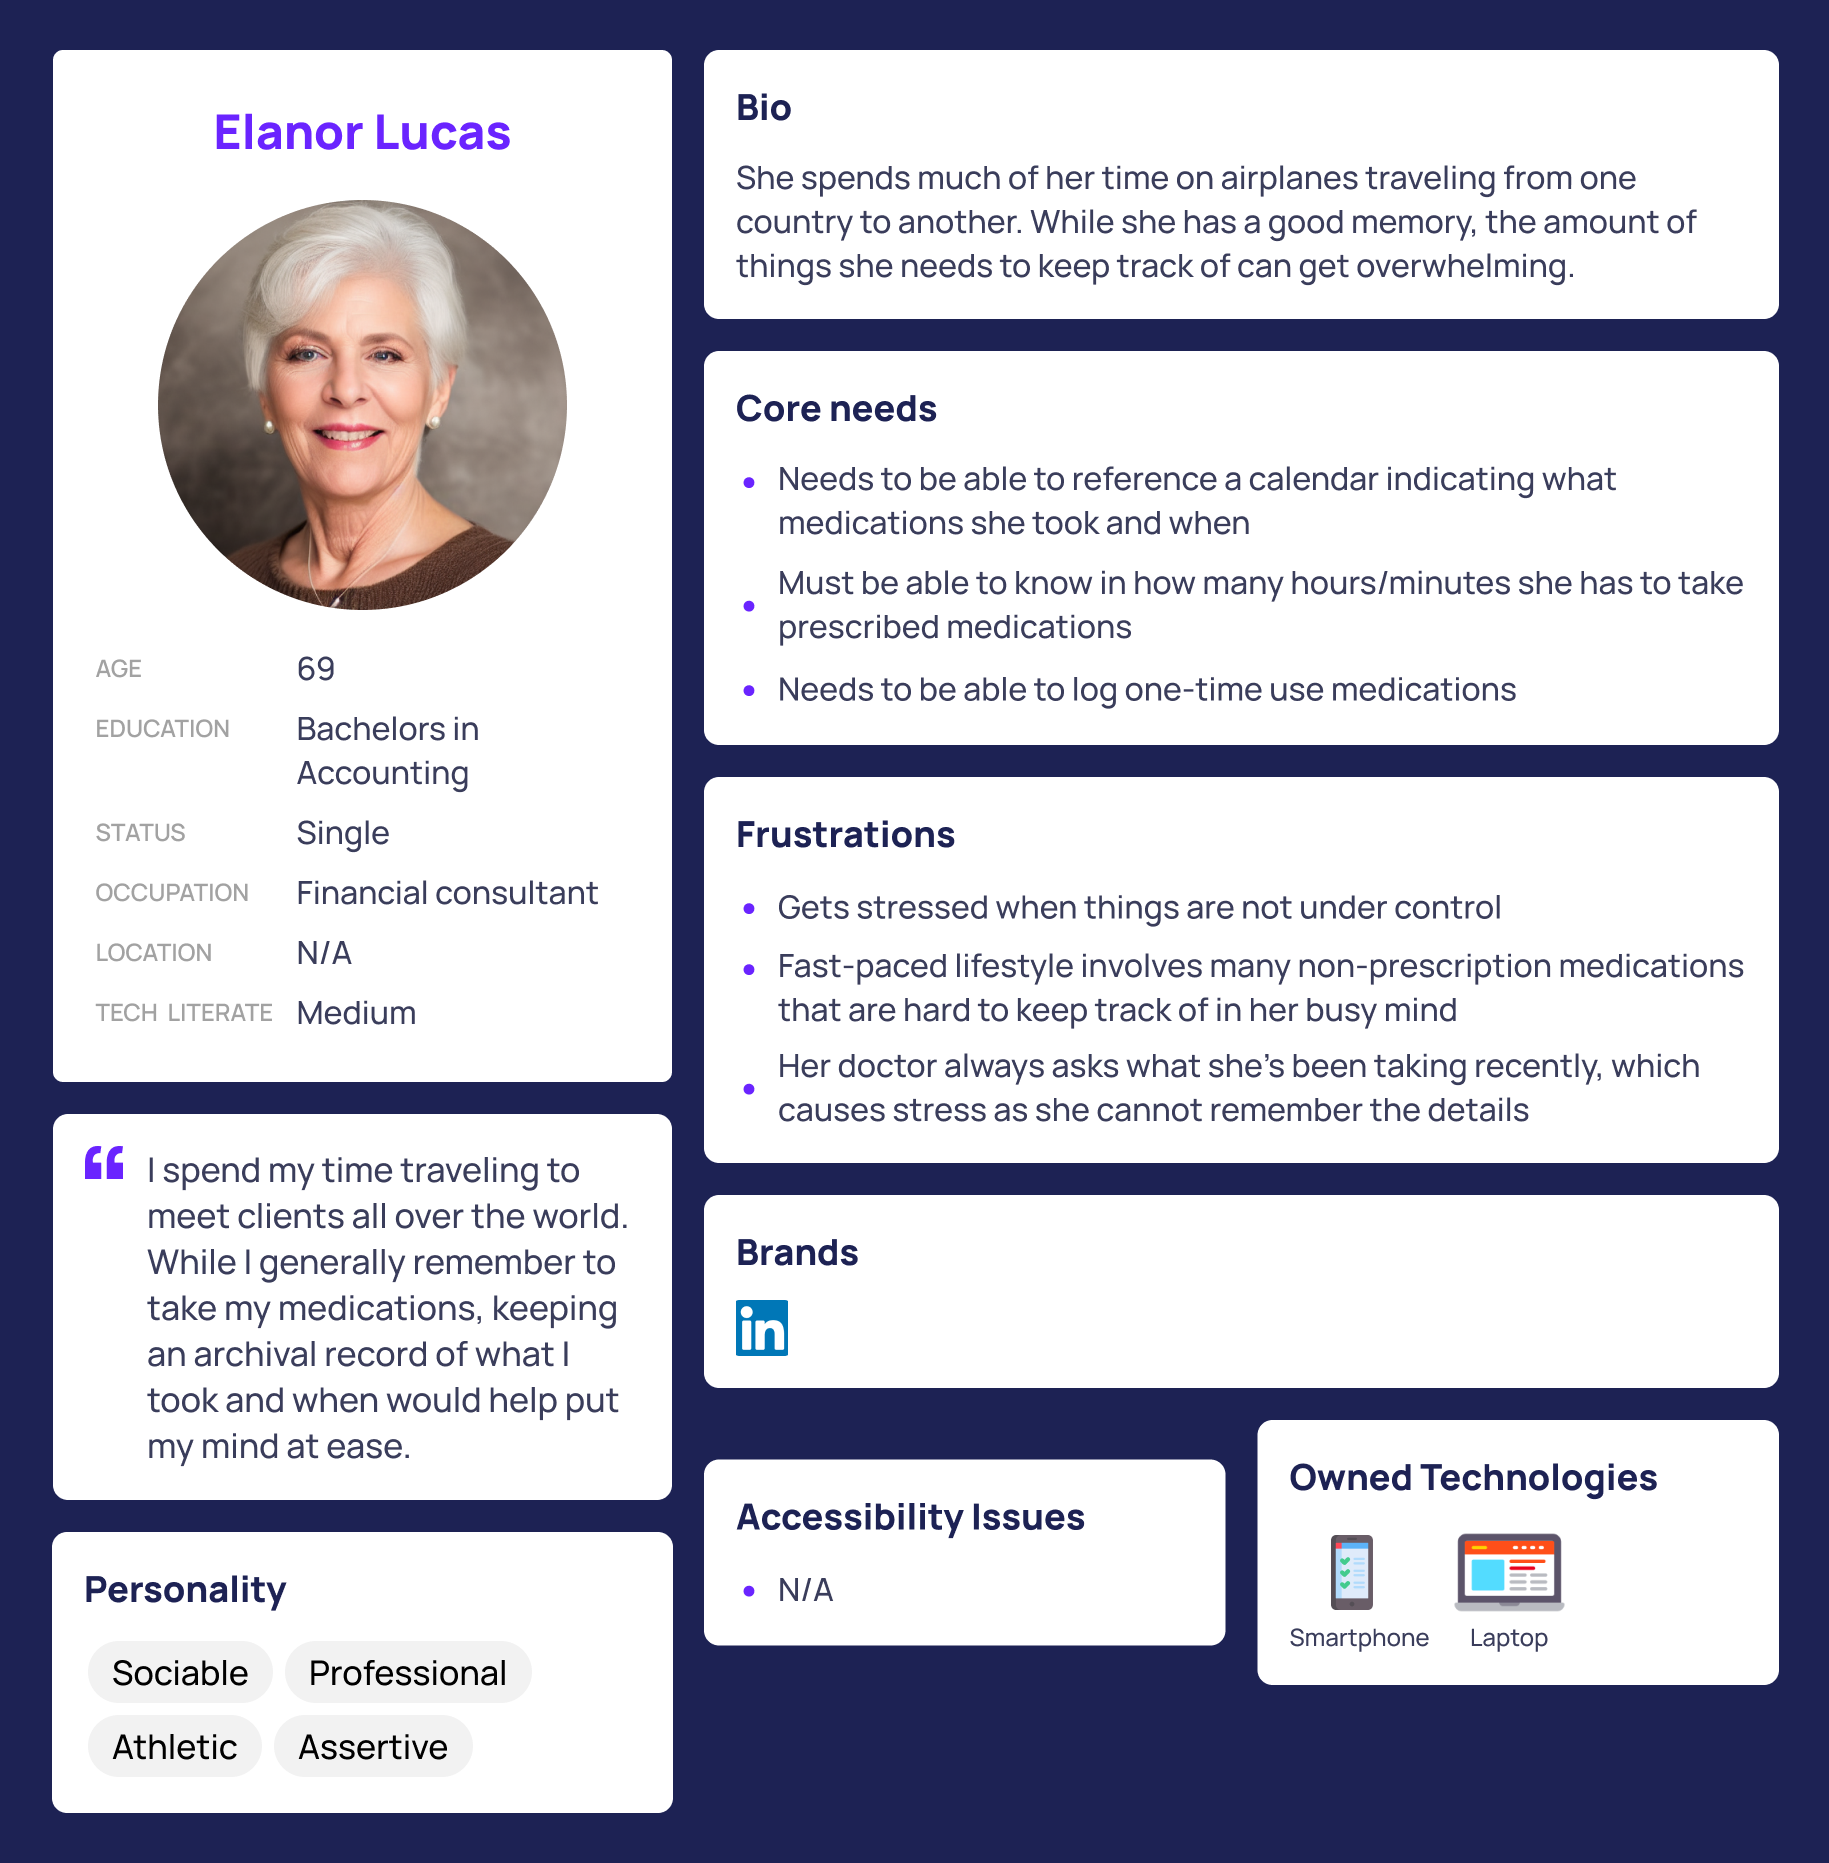 Elanor Lucas
AGE 69
EDUCATION Bachelors in
Accounting
STATUS Single
OCCUPATION Financial consultant
LOCATION N/A
TECH LITERATE Medium
“ I spend my time traveling to
meet clients all over the world.
While I generally remember to
take my medications, keeping
an archival record of what I
took and when would help put
my mind at ease.
Personality
Sociable Professional
Athletic Assertive
Bio
She spends much of her time on airplanes traveling from one
country to another. While she has a good memory, the amount of
things she needs to keep track of can get overwhelming.
Core needs
• Needs to be able to reference a calendar indicating what
medications she took and when
• Must be able to know in how many hours/minutes she has to take
prescribed medications
• Needs to be able to log one-time use medications
Frustrations
• Gets stressed when things are not under control
• Fast-paced lifestyle involves many non-prescription medications
that are hard to keep track of in her busy mind
• Her doctor always asks what she’s been taking recently, which
causes stress as she cannot remember the details
Brands
in
Accessibility Issues
• N/A
Owned Technologies
Smartphone Laptop